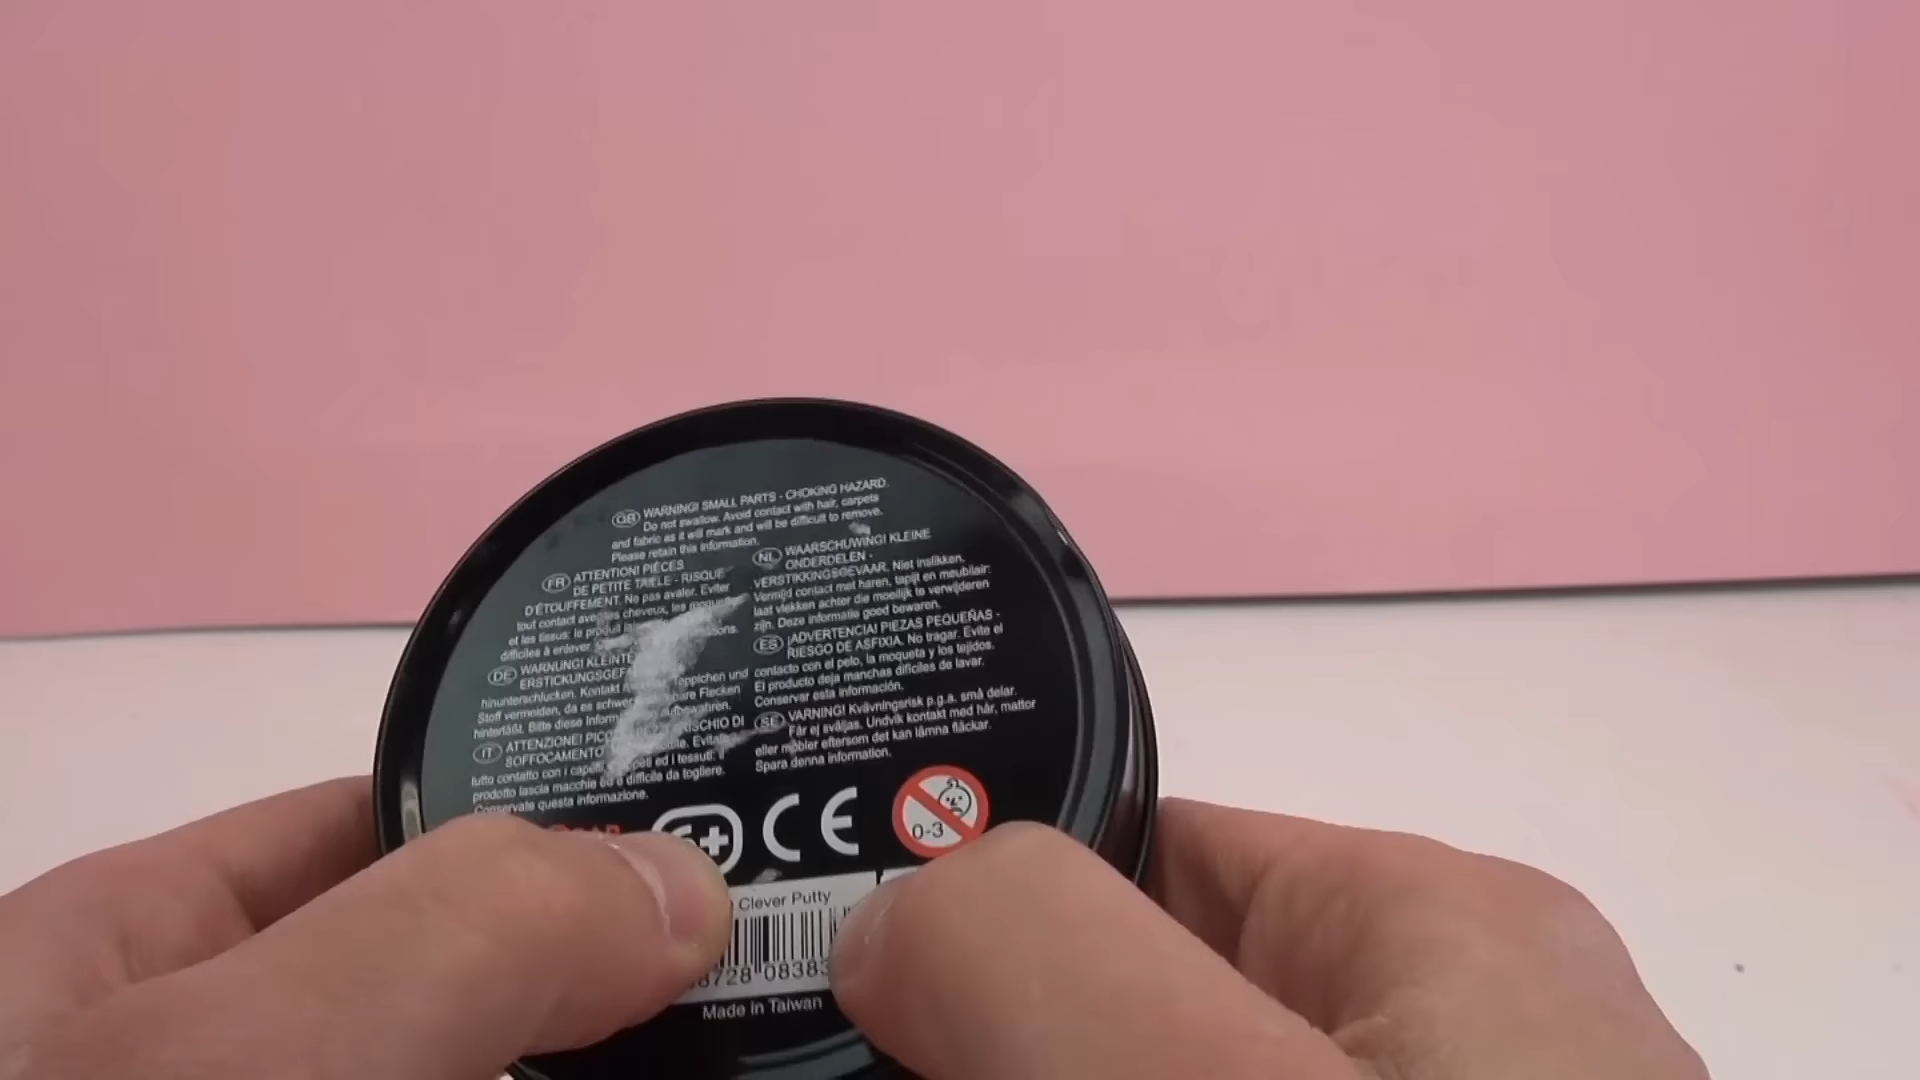 GB WARNING! SMALL PARTS - CHOKING HAZARD.
Do not swallow. Avoid contact with hair, carpets
and fabric as it will mark and will be difficult to remove.
Please retain this information.
FR ATTENTION! PIÈCES
DE PETITE TAILLE - RISQUE
D'ÉTOUFFEMENT. Ne pas avaler. Eviter
tout contact avec les cheveux, les moquettes
et les tissus; le produit
difficiles à enlever.
DE WARNUNG! KLEINTE
ERSTICKUNGSGEF
hinunterschlucken. Kontakt Teppichen und
Stoff vermeiden, da es schwer bare Flecken
hinterläßt. Bitte diese Inform aufbewahren.
IT ATTENZIONE! PICC RISCHIO DI
SOFFOCAMENTO Evitate
tutto contatto con i capelli, ed i tessuti; il
prodotto lascia macchie ed è difficile da togliere.
Conservate questa informazione.
NL WAARSCHUWING! KLEINE
ONDERDELEN -
VERSTIKKINGSGEVAAR. Niet inslikken.
Vermijd contact met haren, tapijt en meubilair:
laat vlekken achter die moeilijk te verwijderen
zijn. Deze informatie goed bewaren.
ES ¡ADVERTENCIA! PIEZAS PEQUEÑAS -
RIESGO DE ASFIXIA. No tragar. Evite el
contacto con el pelo, la moqueta y los tejidos.
El producto deja manchas difíciles de lavar.
Conservar esta información.
SE VARNING! Kvävningsrisk p.g.a. små delar.
Får ej sväljas. Undvik kontakt med hår, mattor
eller möbler eftersom det kan lämna fläckar.
Spara denna information.
+ CE 0-3
Clever Putty
8728 08383
Made in Taiwan